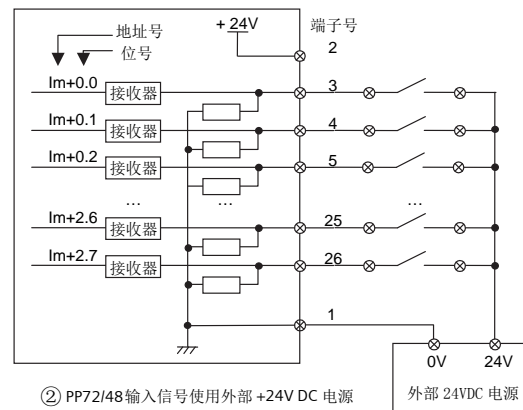 + 24V
端子号
地址号
位号
2
Im+0.0 接收器 3
Im+0.1 接收器 4
Im+0.2 接收器 5
... ... ...
Im+2.6 接收器 25
Im+2.7 接收器 26
1
0V 24V
② PP72/48 输入信号使用外部 +24V DC 电源
外部 24VDC 电源